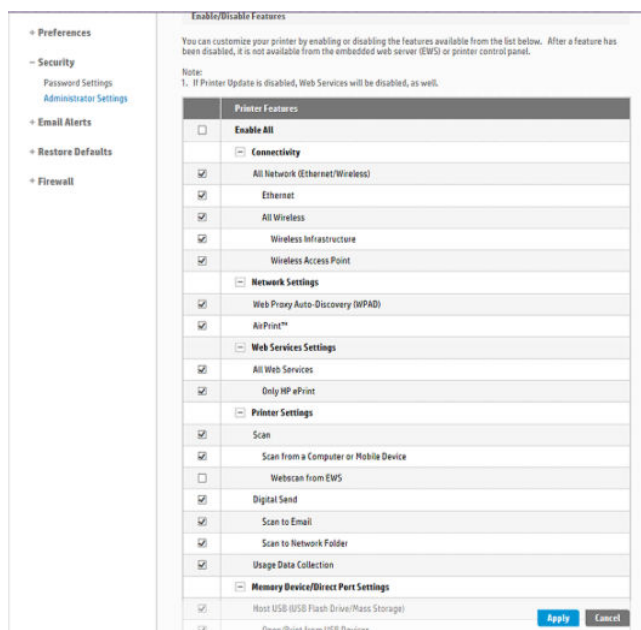 Enable/Disable Features
+ Preferences
You can customize your printer by enabling or disabling the features available from the list below. After a feature has
been disabled, it is not available from the embedded web server (EWS) or printer control panel.
- Security
Note:
Password Settings
1. If Printer Update is disabled, Web Services will be disabled, as well.
Administrator Settings
Printer Features
+ Email Alerts
Enable All
+ Restore Defaults
Connectivity
All Network (Ethernet/Wireless)
+ Firewall
Ethernet
All Wireless
Wireless Infrastructure
Wireless Access Point
Network Settings
Web Proxy Auto-Discovery (WPAD)
AirPrint™
Web Services Settings
All Web Services
Only HP ePrint
Printer Settings
Scan
Scan from a Computer or Mobile Device
Webscan from EWS
Digital Send
Scan to Email
Scan to Network Folder
Usage Data Collection
Memory Device/Direct Port Settings
Host USB (USB Flash Drive/Mass Storage)
Open/Print from USB Devices
Apply
Cancel